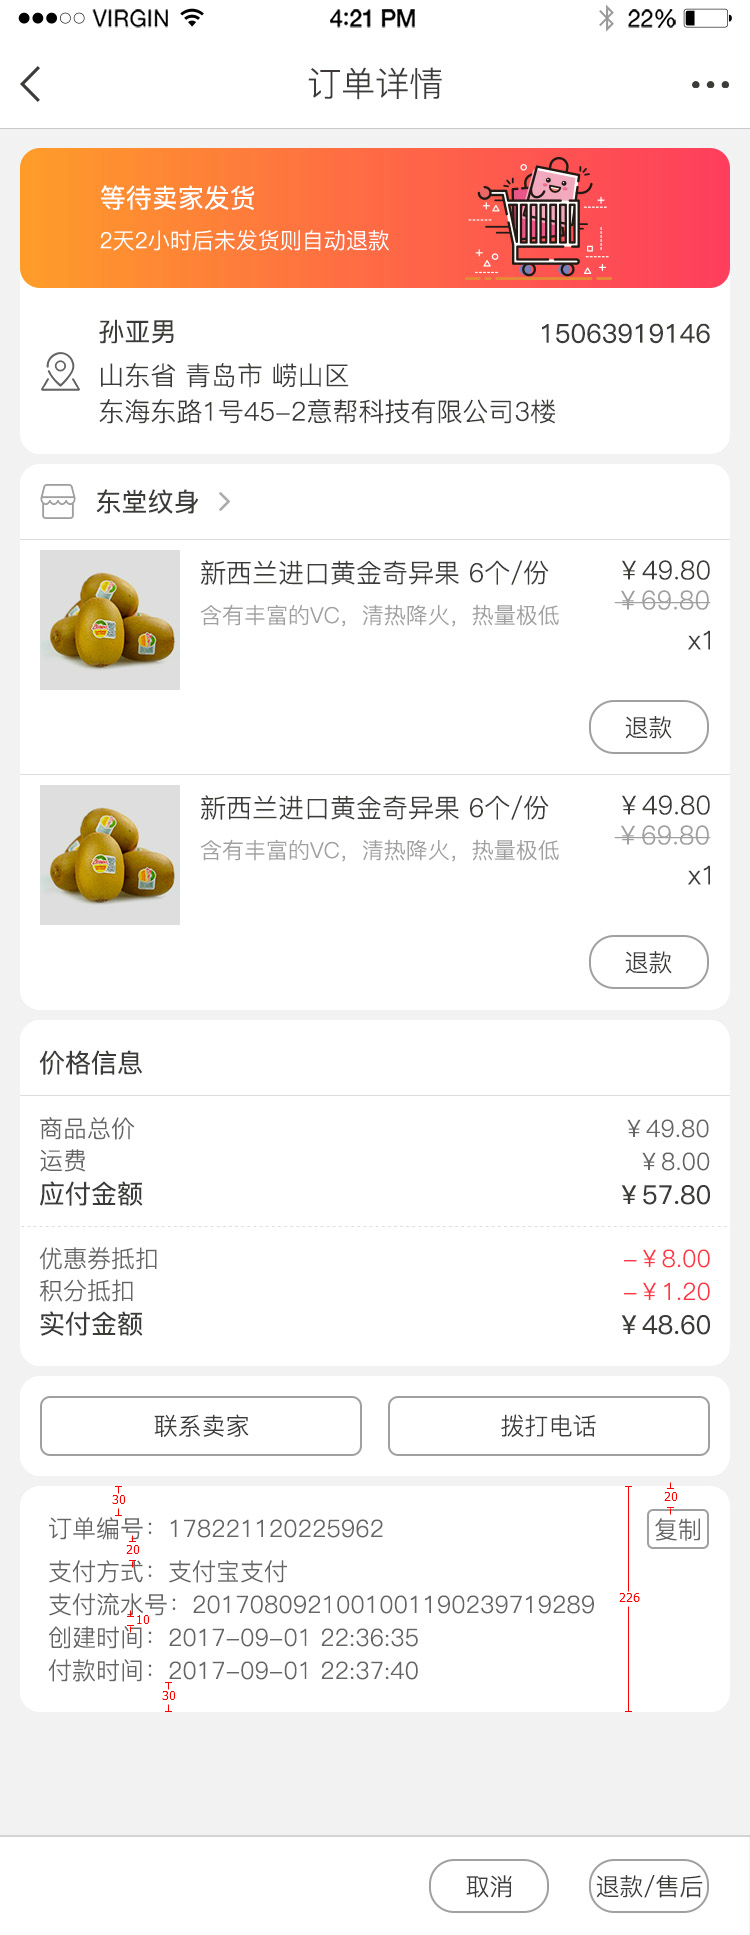 VIRGIN 4:21 PM 22%
订单详情
等待卖家发货
2天2小时后未发货则自动退款
孙亚男 15063919146
山东省 青岛市 崂山区
东海东路1号45-2意帮科技有限公司3楼
东堂纹身
新西兰进口黄金奇异果 6个/份 ¥49.80
¥69.80
含有丰富的VC，清热降火，热量极低
x1
退款
新西兰进口黄金奇异果 6个/份 ¥49.80
¥69.80
含有丰富的VC，清热降火，热量极低
x1
退款
价格信息
商品总价 ¥49.80
运费 ¥8.00
应付金额 ¥57.80
优惠券抵扣 -¥8.00
积分抵扣 -¥1.20
实付金额 ¥48.60
联系卖家 拨打电话
30 20
订单编号：178221120225962 复制
20
支付方式：支付宝支付
支付流水号：2017080921001001190239719289 226
10
创建时间：2017-09-01 22:36:35
付款时间：2017-09-01 22:37:40
30
取消 退款/售后